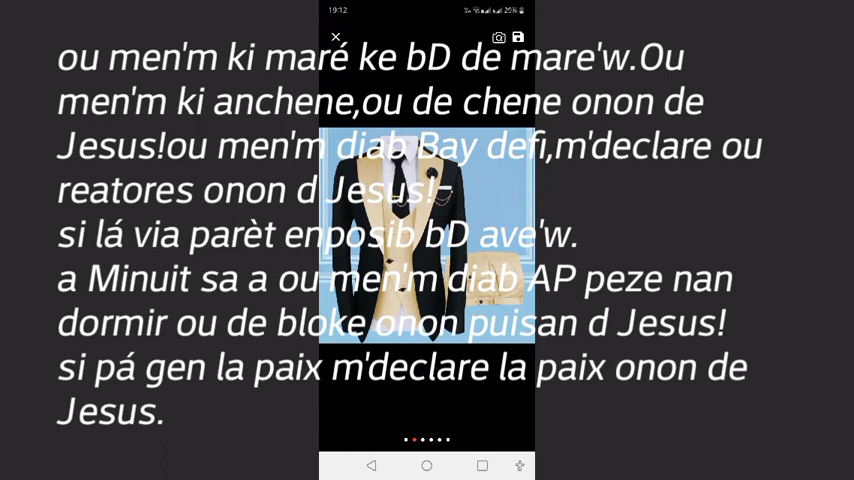 19:12
29%
ou men'm ki maré ke bD de mare'w.Ou
men'm ki anchene,ou de chene onon de
Jesus!ou men'm diab Bay defi,m'declare ou
reatores onon d Jesus!-
si lá via parèt enposib bD ave'w.
a Minuit sa a ou men'm diab AP peze nan
dormir ou de bloke onon puisan d Jesus!
si pá gen la paix m'declare la paix onon de
Jesus.